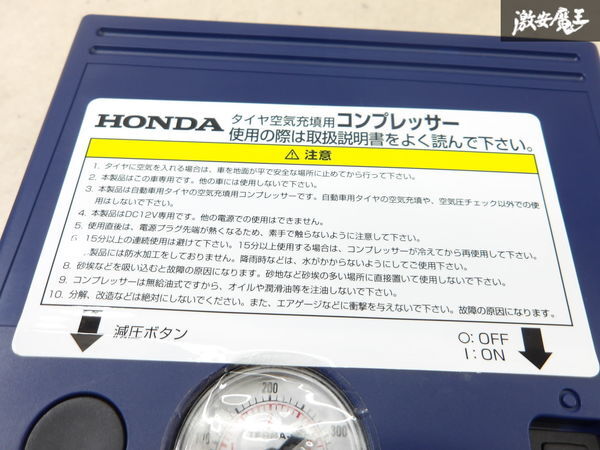 激安魔王
HONDA タイヤ空気充填用コンプレッサー
使用の際は取扱説明書をよく読んで下さい。
⚠ 注意
1. タイヤに空気を入れる場合は、車を地面が平で安全な場所に止めてから行って下さい。
2. 本製品はこの車専用です。他の車には使用しないで下さい。
3. 本製品は自動車用タイヤの空気充填用コンプレッサーです。自動車用タイヤの空気充填や、空気圧チェック以外での使
用はしないで下さい。
4. 本製品はDC12V専用です。他の電源での使用はできません。
5. 使用直後は、電源プラグ先端が熱くなるため、素手で触らないように注意して下さい。
6. 15分以上の連続使用は避けて下さい。15分以上使用する場合は、コンプレッサーが冷えてから再使用して下さい。
製品には防水加工をしておりません。降雨時などは、水がかからないようにしてご使用下さい。
8. 砂埃などを吸い込むと故障の原因になります。砂地など砂埃の多い場所に直接置いて使用しないで下さい。
9. コンプレッサーは無給油式ですから、オイルや潤滑油等を注油しないで下さい。
10. 分解、改造などは絶対にしないでください。また、エアゲージなどに衝撃を与えないで下さい。故障の原因になります。
減圧ボタン
O: OFF
I : ON
200
300